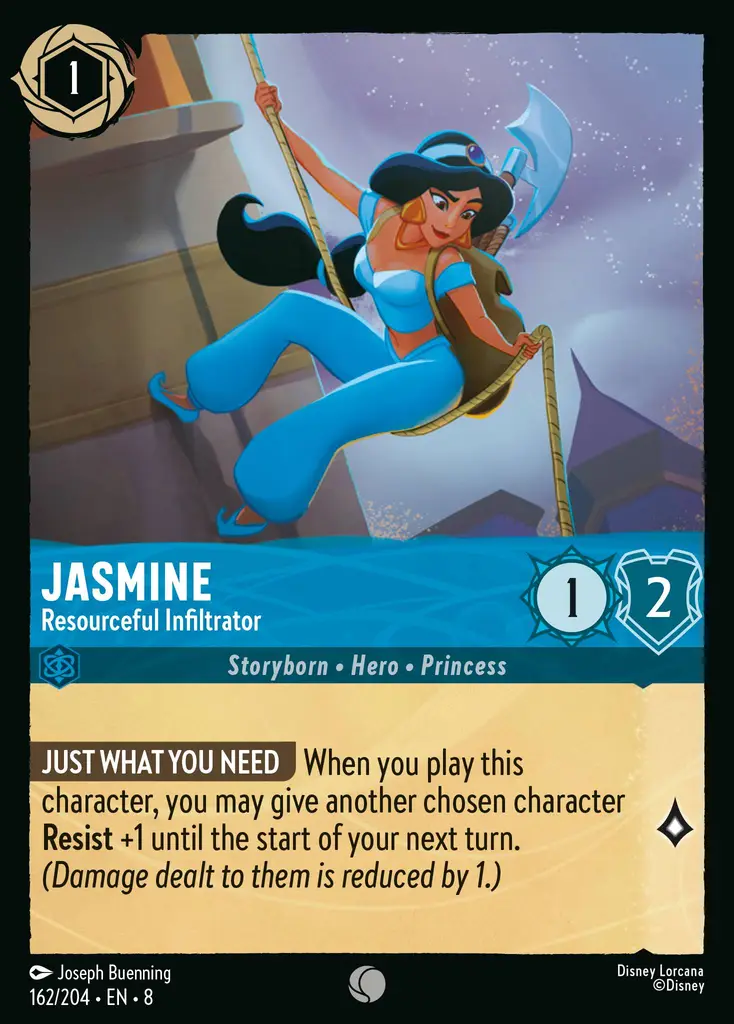 1
JASMINE
Resourceful Infiltrator
1
2
Storyborn • Hero • Princess
JUST WHAT YOU NEED When you play this
character, you may give another chosen character
Resist +1 until the start of your next turn.
(Damage dealt to them is reduced by 1.)
Joseph Buenning
162/204 • EN • 8
Disney Lorcana
©Disney